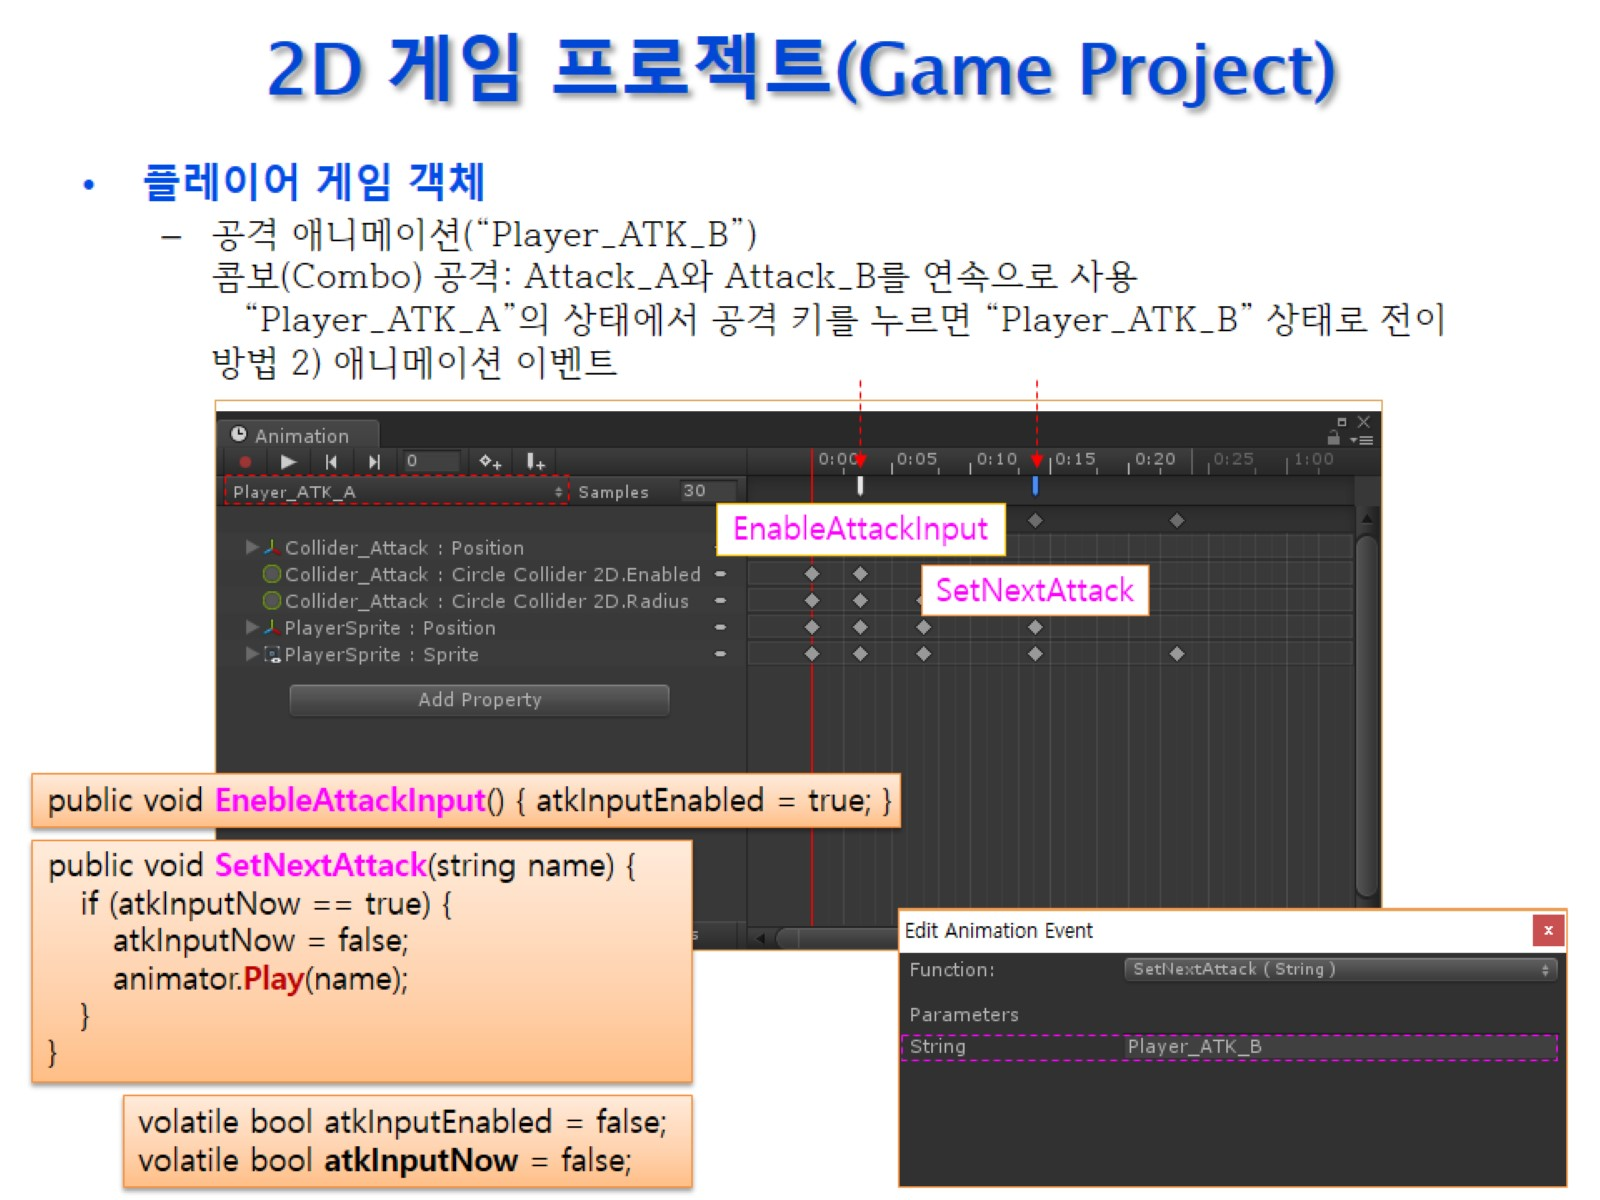 2D 게임 프로젝트(Game Project)
• 플레이어 게임 객체
– 공격 애니메이션(“Player_ATK_B”)
콤보(Combo) 공격: Attack_A와 Attack_B를 연속으로 사용
“Player_ATK_A”의 상태에서 공격 키를 누르면 “Player_ATK_B” 상태로 전이
방법 2) 애니메이션 이벤트
Animation
0
0:00 0:05 0:10 0:15 0:20 0:25 1:00
Player_ATK_A Samples 30
EnableAttackInput
Collider_Attack : Position
Collider_Attack : Circle Collider 2D.Enabled
SetNextAttack
Collider_Attack : Circle Collider 2D.Radius
PlayerSprite : Position
PlayerSprite : Sprite
Add Property
public void EnebleAttackInput() { atkInputEnabled = true; }
public void SetNextAttack(string name) {
if (atkInputNow == true) {
atkInputNow = false;
animator.Play(name);
}
}
volatile bool atkInputEnabled = false;
volatile bool atkInputNow = false;
Edit Animation Event x
Function: SetNextAttack ( String )
Parameters
String Player_ATK_B